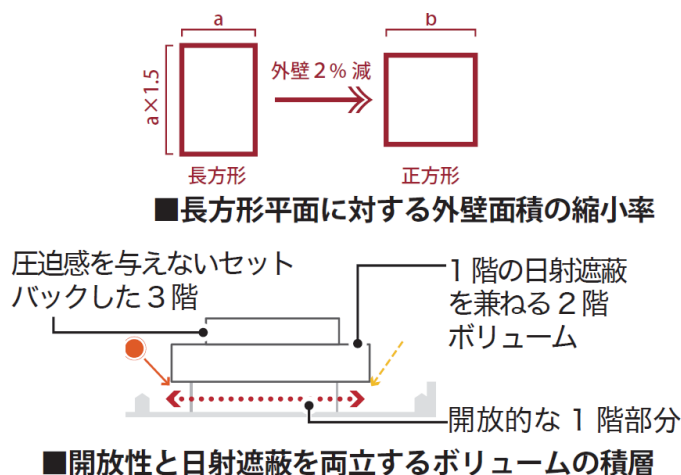 a
b
a×1.5
外壁2%減
長方形
正方形
■長方形平面に対する外壁面積の縮小率
圧迫感を与えないセット
バックした3階
1階の日射遮蔽
を兼ねる2階
ボリューム
開放的な1階部分
■開放性と日射遮蔽を両立するボリュームの積層